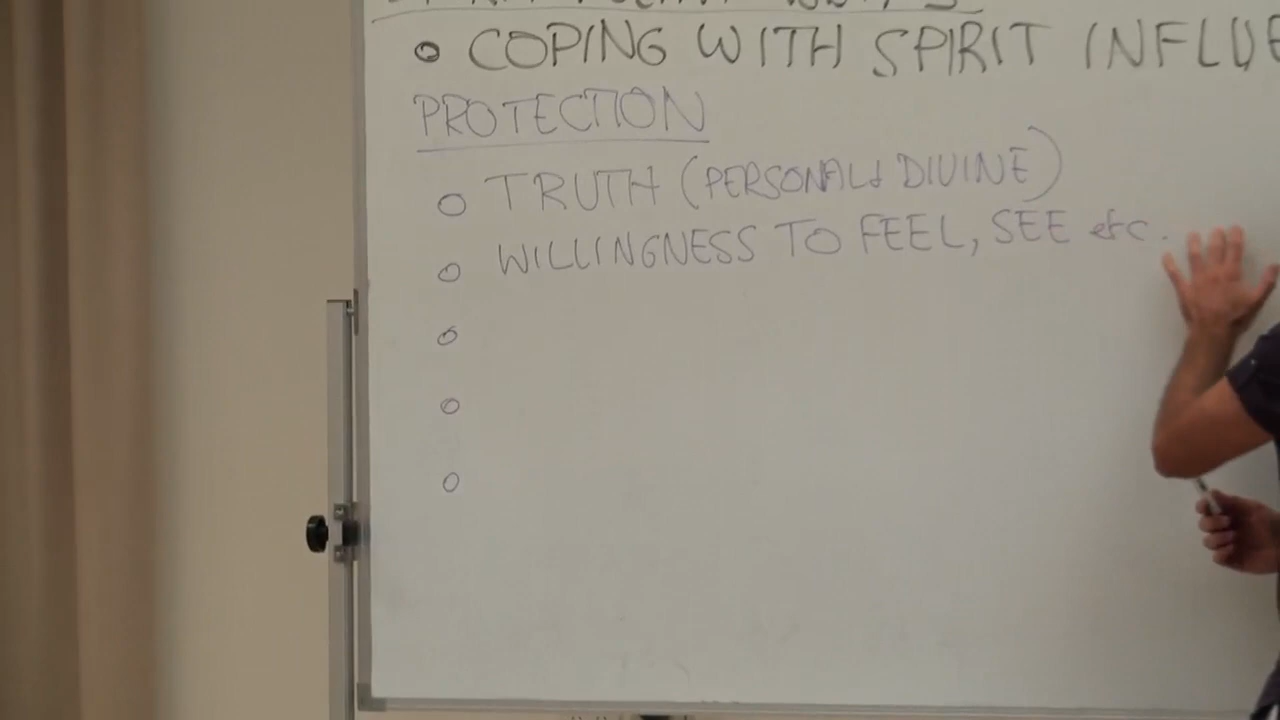 • COPING WITH SPIRIT INFLUE
PROTECTION
○ TRUTH (PERSONAL & DIVINE)
○ WILLINGNESS TO FEEL, SEE etc.
○
○
○